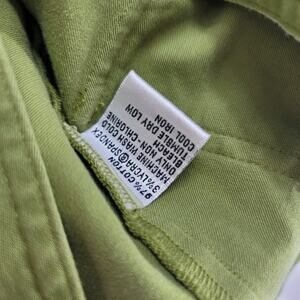 97% COTTON
3% LYCRA® SPANDEX
MACHINE WASH COLD
ONLY NON CHLORINE
BLEACH
TUMBLE DRY LOW
COOL IRON